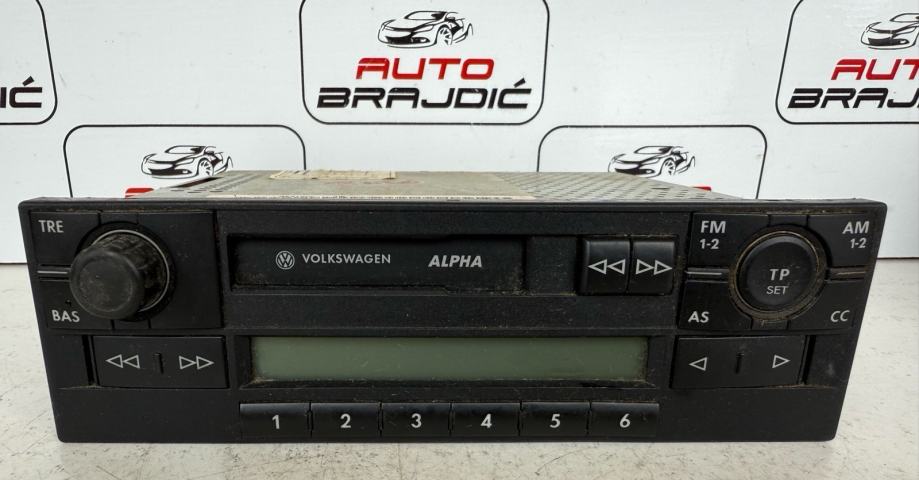 AUTO
BRAJDIĆ
AUTO
BRAJDIĆ
IĆ
TRE
BAS
VOLKSWAGEN ALPHA
FM
1-2
AM
1-2
TP
SET
AS
CC
1 2 3 4 5 6